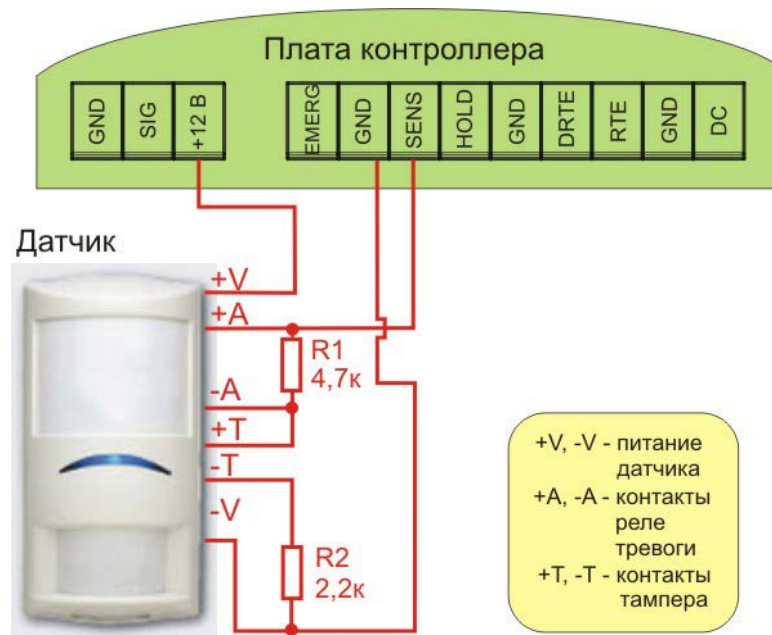 Плата контроллера
GND
SIG
+12 В
EMERG
GND
SENS
HOLD
GND
DRTE
RTE
GND
DC
Датчик
+V
+A
R1
4,7к
-A
+T
-T
-V
R2
2,2к
+V, -V - питание
датчика
+A, -A - контакты
реле
тревоги
+T, -T - контакты
тампера